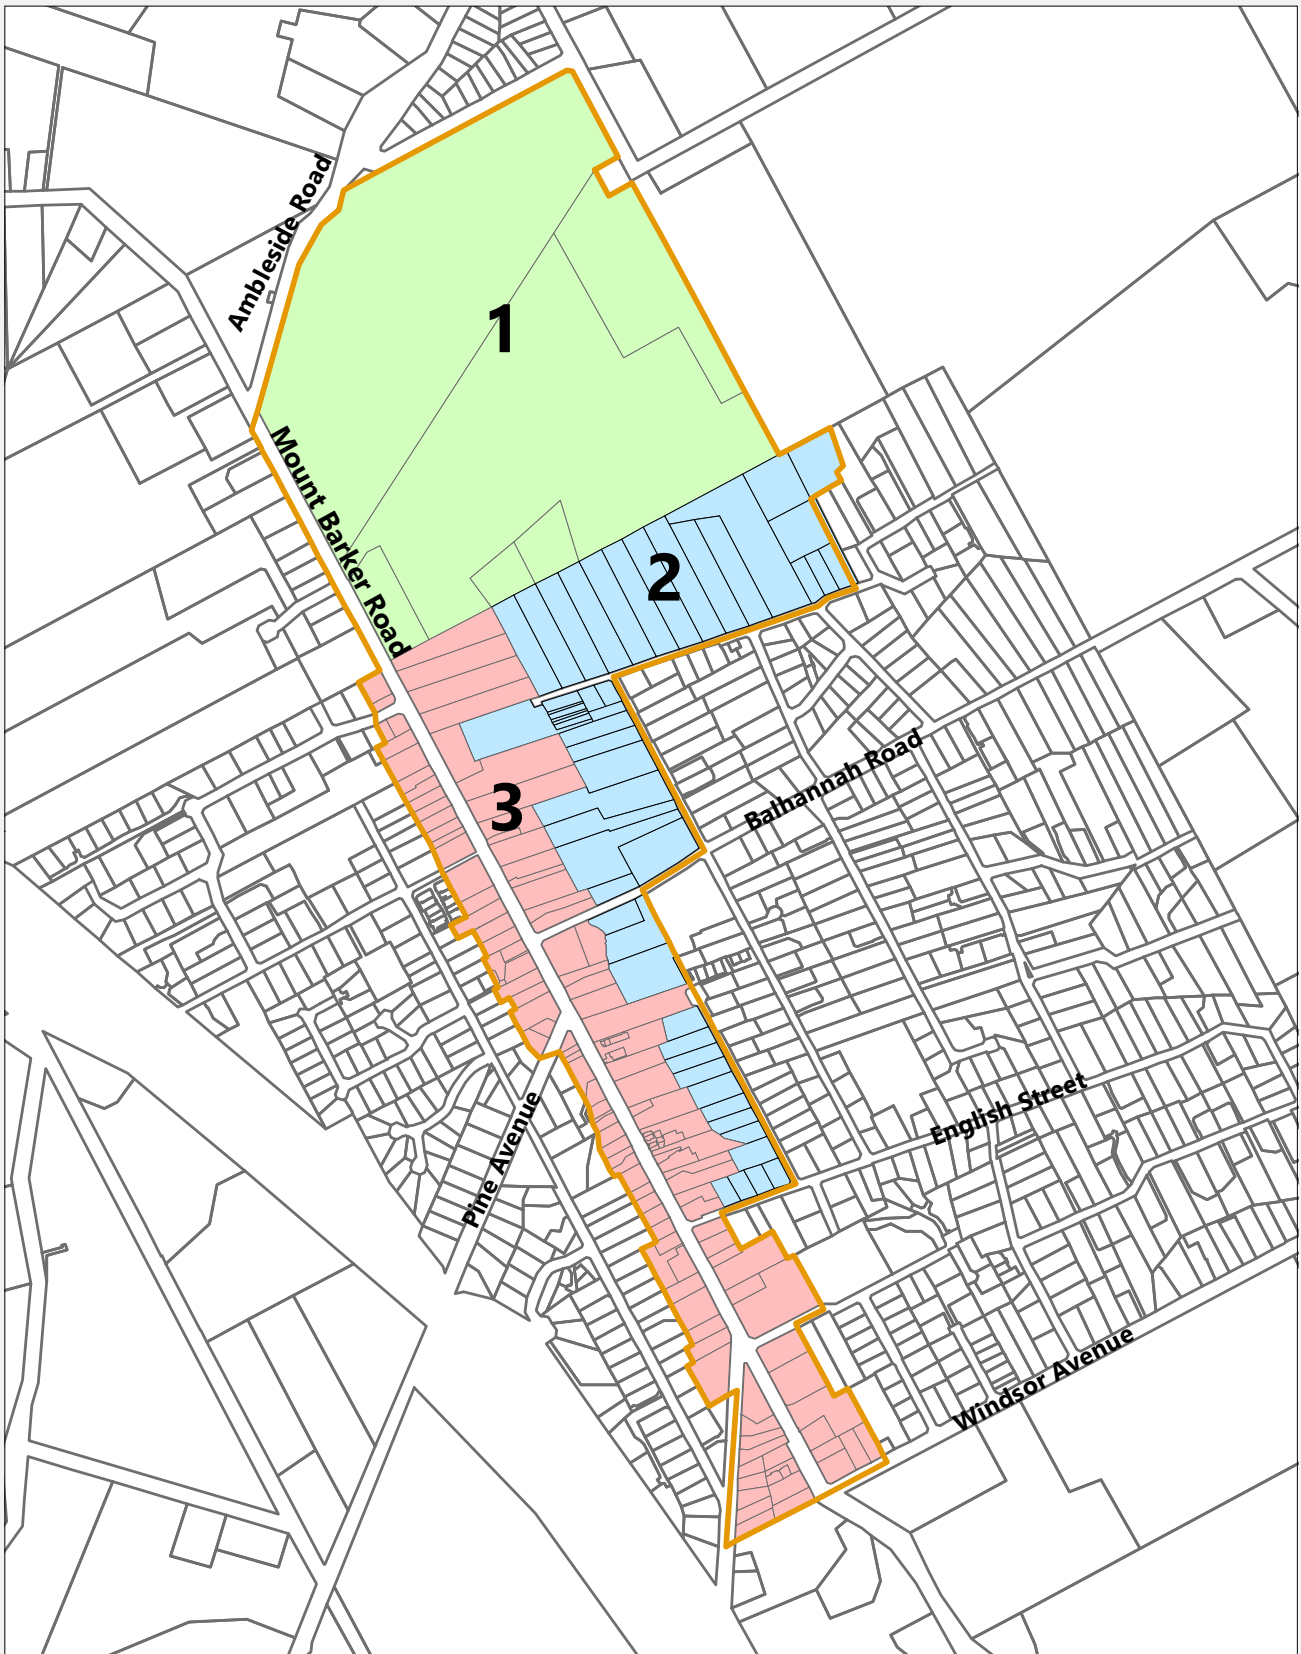 Ambleside Road
1
Mount Barker Road
2
3
Balhannah Road
Pine Avenue
English Street
Windsor Avenue